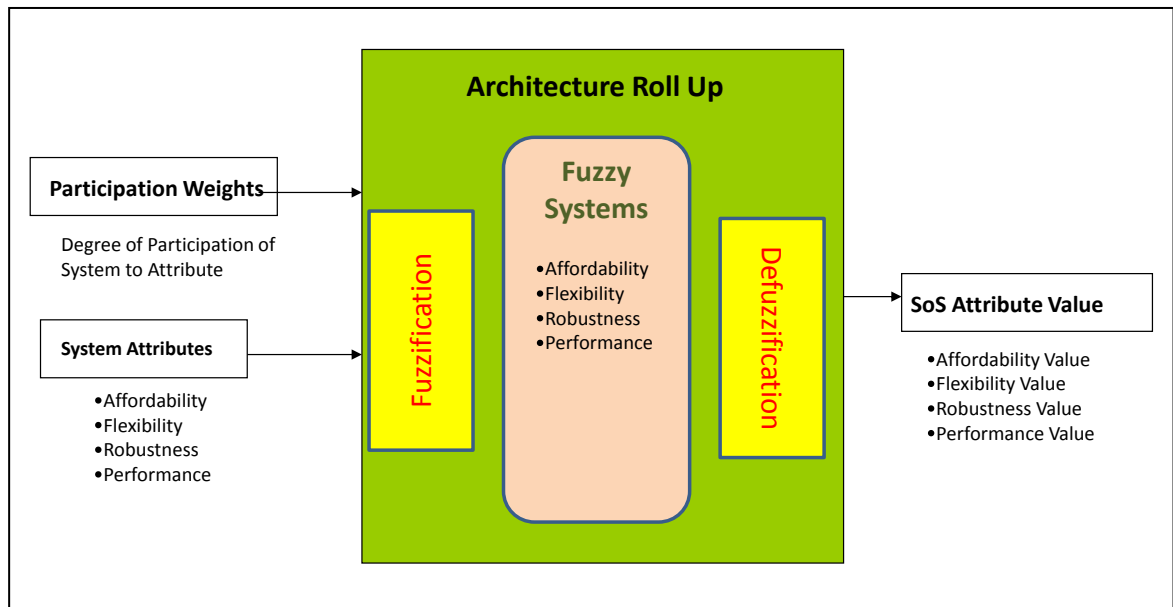 Architecture Roll Up
Participation Weights
Degree of Participation of
System to Attribute
System Attributes
•Affordability
•Flexibility
•Robustness
•Performance
Fuzzification
Fuzzy
Systems
•Affordability
•Flexibility
•Robustness
•Performance
Defuzzification
SoS Attribute Value
•Affordability Value
•Flexibility Value
•Robustness Value
•Performance Value